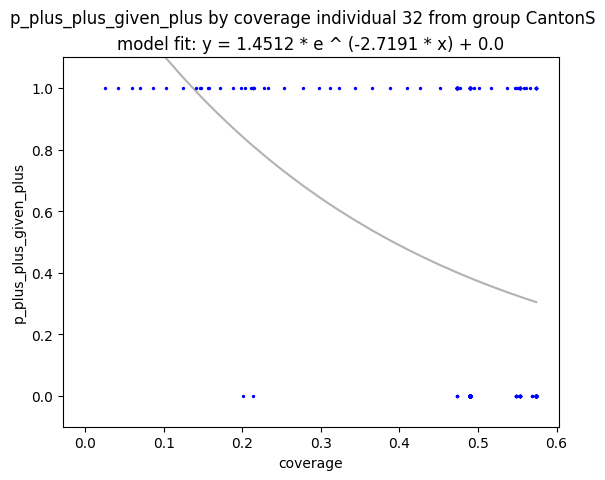 p_plus_plus_given_plus by coverage individual 32 from group CantonS
model fit: y = 1.4512 * e ^ (-2.7191 * x) + 0.0
1.0
0.8
0.6
0.4
0.2
0.0
p_plus_plus_given_plus
0.0 0.1 0.2 0.3 0.4 0.5 0.6
coverage